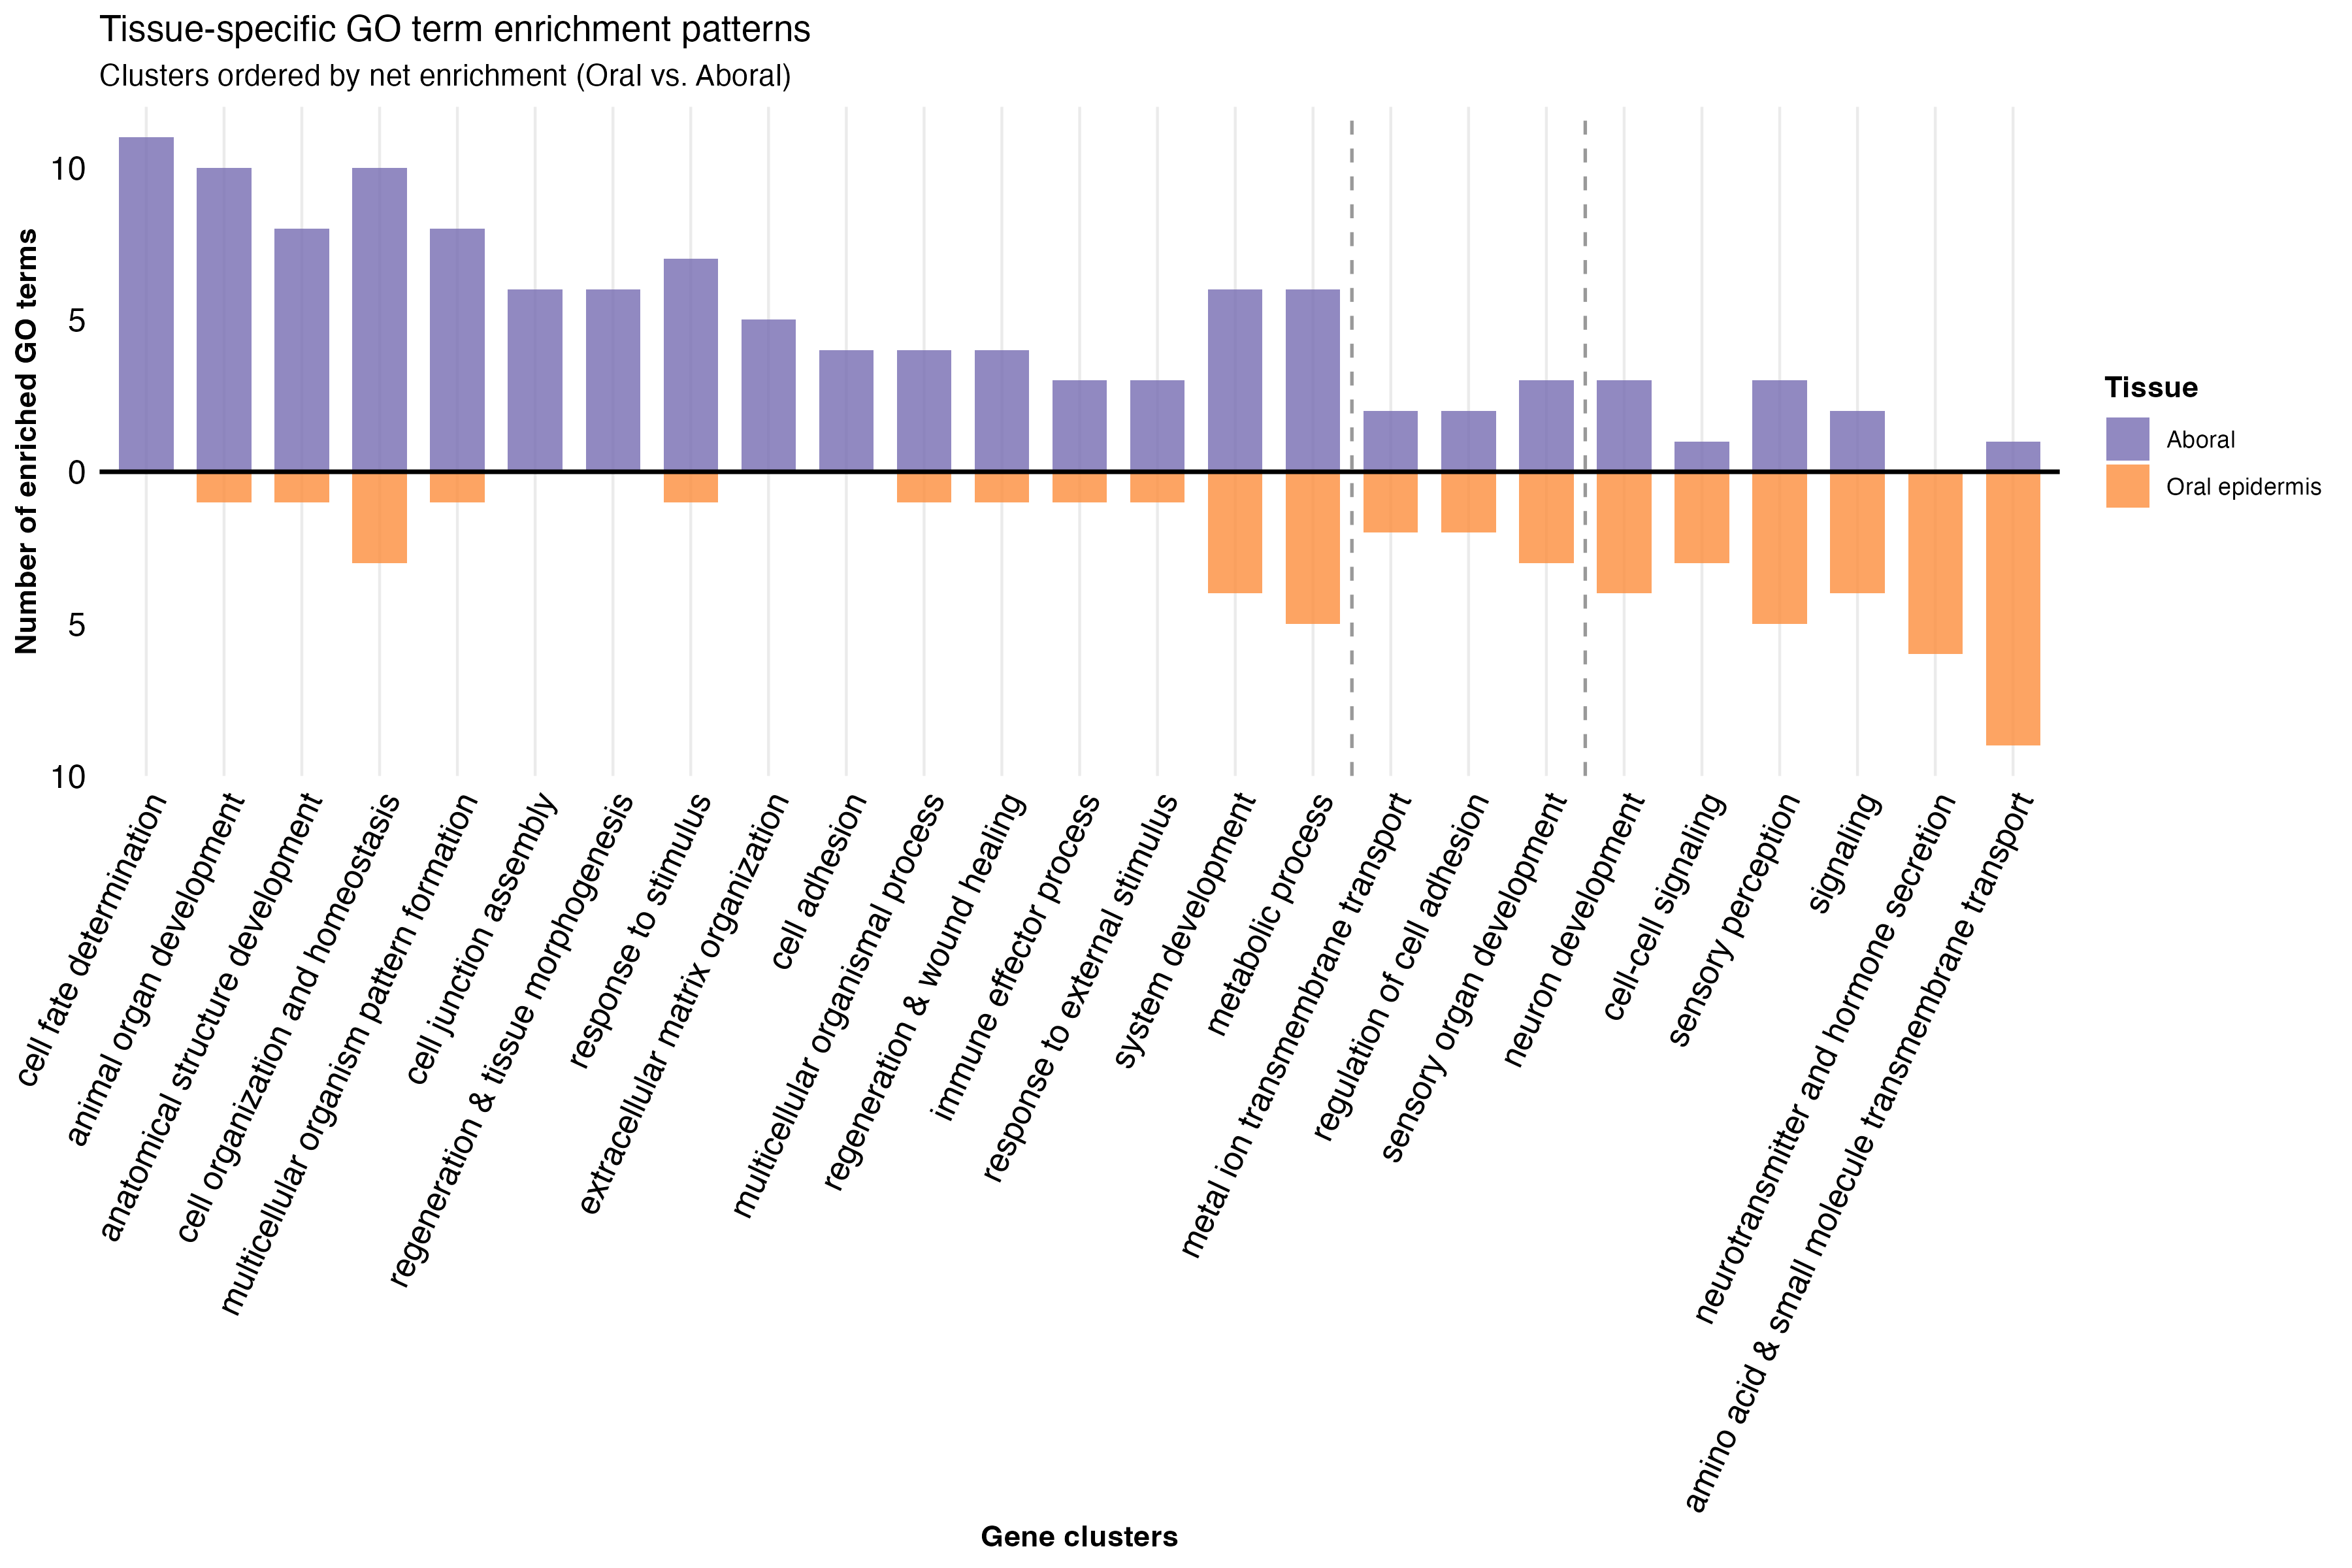 Tissue-specific GO term enrichment patterns
Clusters ordered by net enrichment (Oral vs. Aboral)
Number of enriched GO terms
10
5
0
5
10
cell fate determination
animal organ development
anatomical structure development
cell organization and homeostasis
multicellular organism pattern formation
cell junction assembly
regeneration & tissue morphogenesis
response to stimulus
extracellular matrix organization
cell adhesion
multicellular organismal process
regeneration & wound healing
immune effector process
response to external stimulus
system development
metabolic process
metal ion transmembrane transport
regulation of cell adhesion
sensory organ development
neuron development
cell-cell signaling
sensory perception
signaling
neurotransmitter and hormone secretion
amino acid & small molecule transmembrane transport
Gene clusters
Tissue
Aboral
Oral epidermis